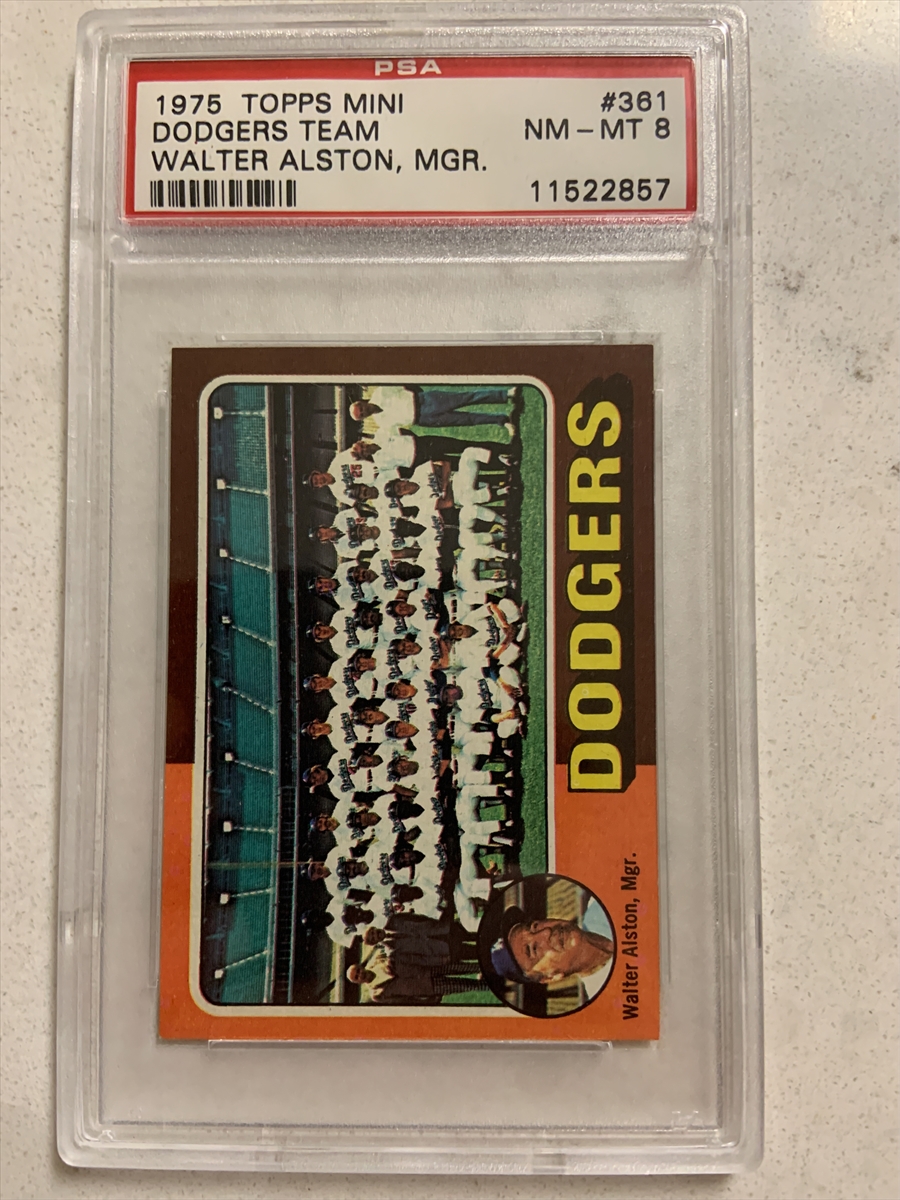 PSA
1975 TOPPS MINI #361
DODGERS TEAM NM-MT 8
WALTER ALSTON, MGR.
11522857
DODGERS
Walter Alston, Mgr.